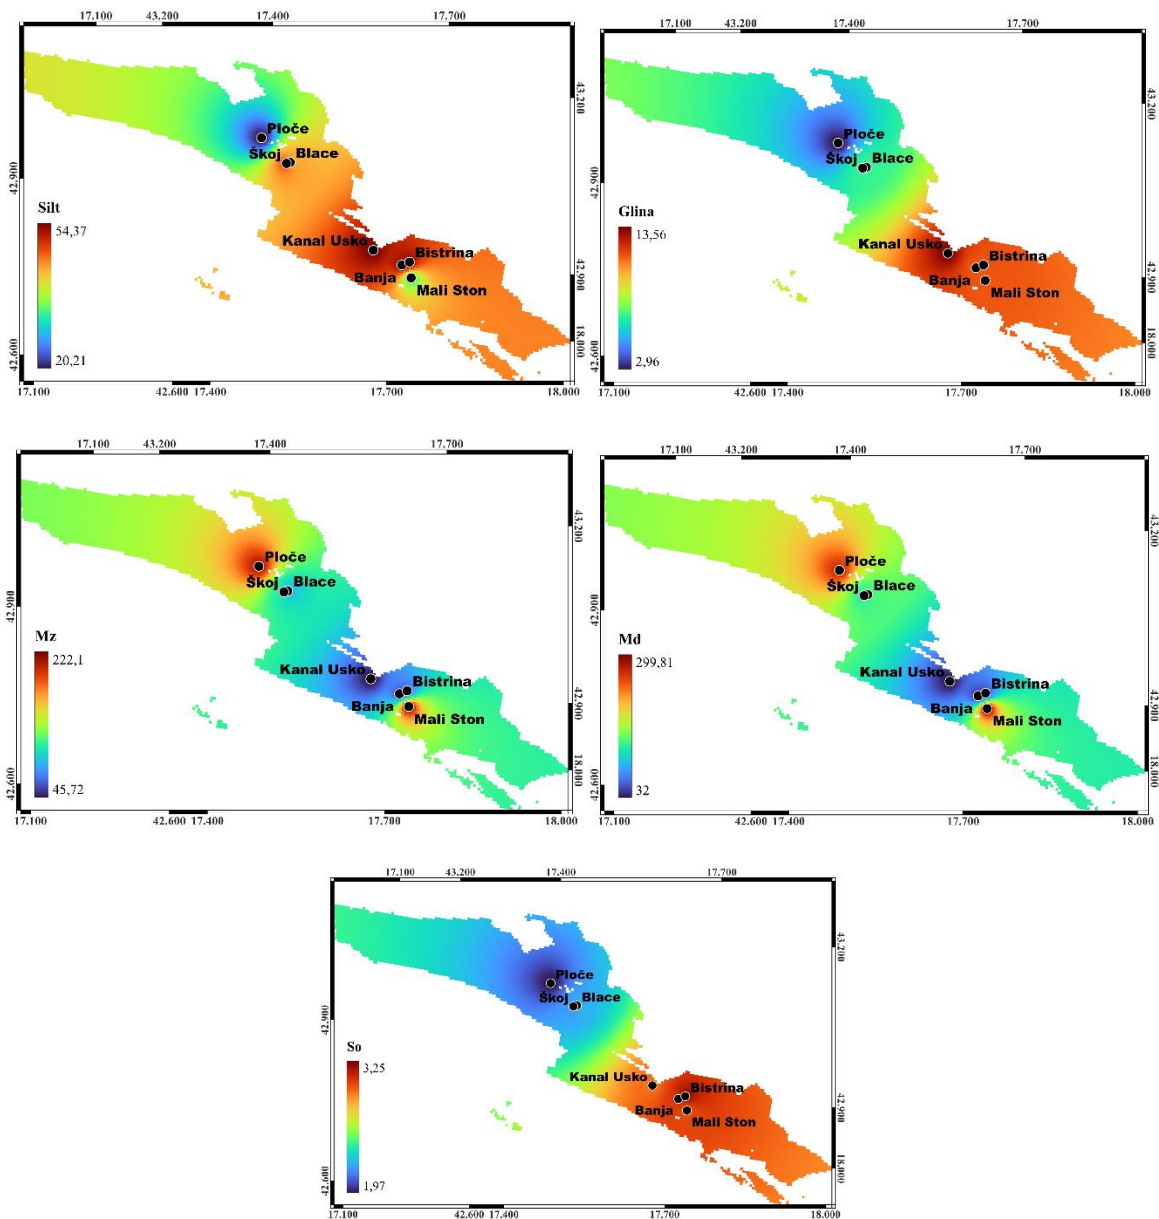 17.100 43.200 17.400 17.700
Ploče
Škoj Blace
43.200
42.900
Silt
54,37
20,21
Kanal Usko
Bistrina
Banja
Mali Ston
42.900
18.000
42.600
17.100 42.600 17.400 17.700 18.000
17.100 43.200 17.400 17.700
Ploče
Škoj Blace
43.200
42.900
Glina
13,56
2,96
Kanal Usko
Bistrina
Banja
Mali Ston
42.900
18.000
42.600
17.100 42.600 17.400 17.700 18.000
17.100 43.200 17.400 17.700
Ploče
Škoj Blace
43.200
42.900
Mz
222,1
45,72
Kanal Usko
Bistrina
Banja
Mali Ston
42.900
18.000
42.600
17.100 42.600 17.400 17.700 18.000
17.100 43.200 17.400 17.700
Ploče
Škoj Blace
43.200
42.900
Md
299,81
32
Kanal Usko
Bistrina
Banja
Mali Ston
42.900
18.000
42.600
17.100 42.600 17.400 17.700 18.000
17.100 43.200 17.400 17.700
Ploče
Škoj Blace
43.200
42.900
So
3,25
1,97
Kanal Usko
Bistrina
Banja
Mali Ston
42.900
18.000
42.600
17.100 42.600 17.400 17.700 18.000